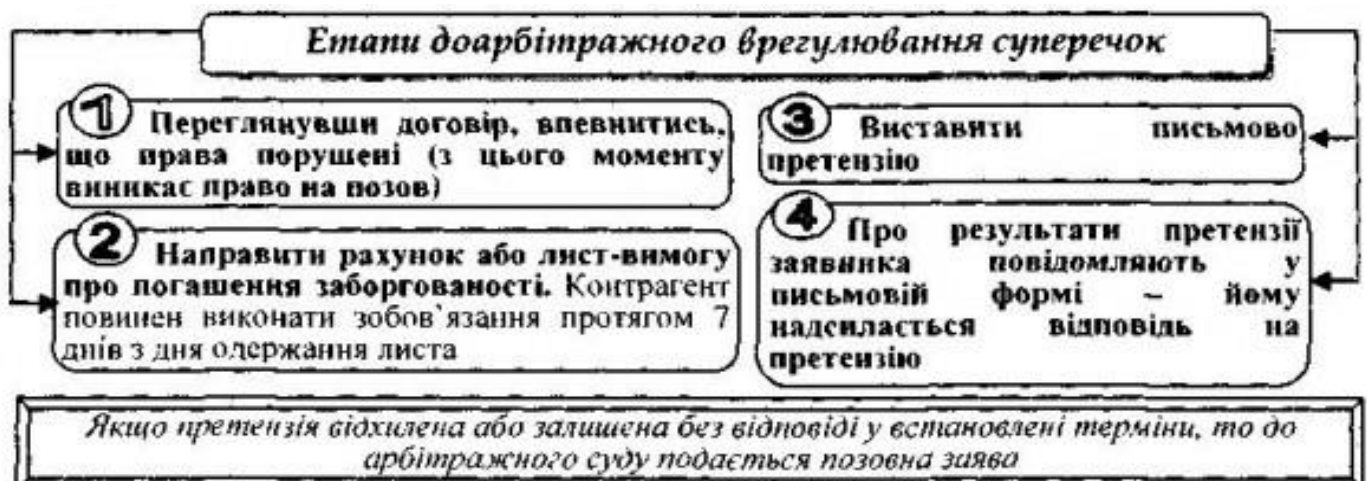 Етапи доарбітражного врегулювання суперечок
1 Переглянувши договір, впевнитись,
що права порушені (з цього моменту
виникає право на позов)
2 Направити рахунок або лист-вимогу
про погашення заборгованості. Контрагент
повинен виконати зобов'язання протягом 7
днів з дня одержання листа
3 Виставити письмово
претензію
4 Про результати претензії
заявника повідомляють у
письмовій формі – йому
надсилається відповідь на
претензію
Якщо претензія відхилена або залишена без відповіді у встановлені терміни, то до
арбітражного суду подається позовна заява